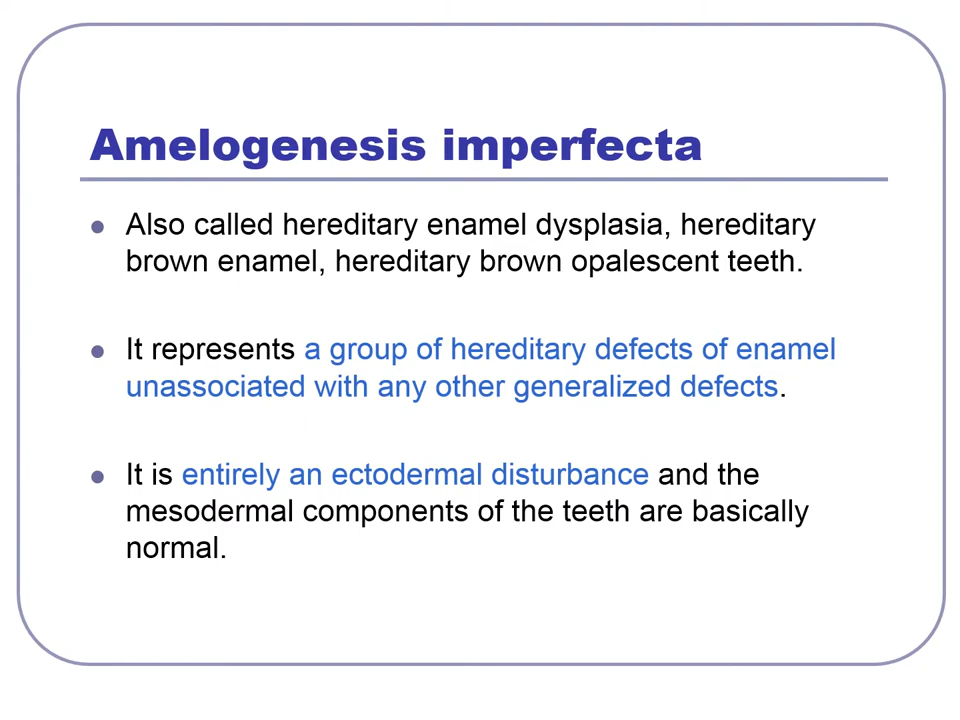 Amelogenesis imperfecta
Also called hereditary enamel dysplasia, hereditary
brown enamel, hereditary brown opalescent teeth.
It represents a group of hereditary defects of enamel
unassociated with any other generalized defects.
It is entirely an ectodermal disturbance and the
mesodermal components of the teeth are basically
normal.